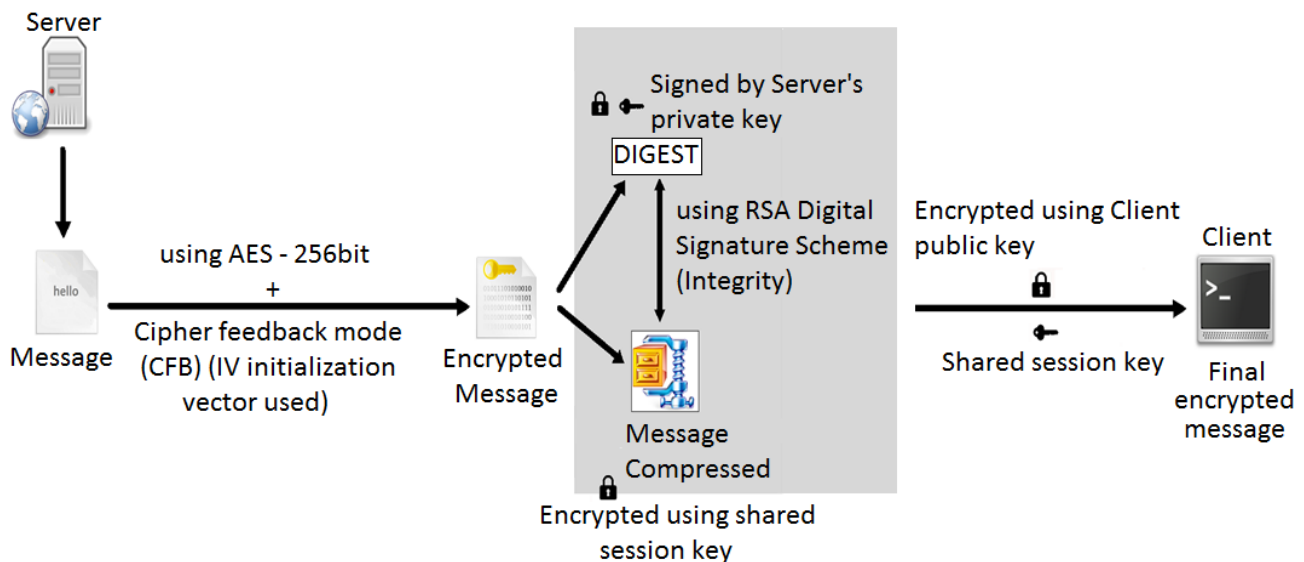 Server
hello
Message
using AES - 256bit
+
Cipher feedback mode
(CFB) (IV initialization
vector used)
Encrypted
Message
Signed by Server's
private key
DIGEST
using RSA Digital
Signature Scheme
(Integrity)
Message
Compressed
Encrypted using shared
session key
Encrypted using Client
public key
Shared session key
Client
>_
Final
encrypted
message